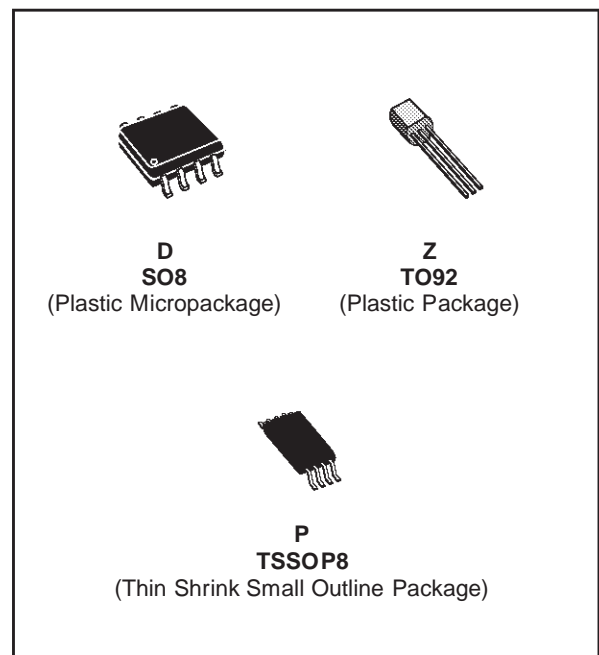 D
SO8
(Plastic Micropackage)
Z
TO92
(Plastic Package)
P
TSSOP8
(Thin Shrink Small Outline Package)